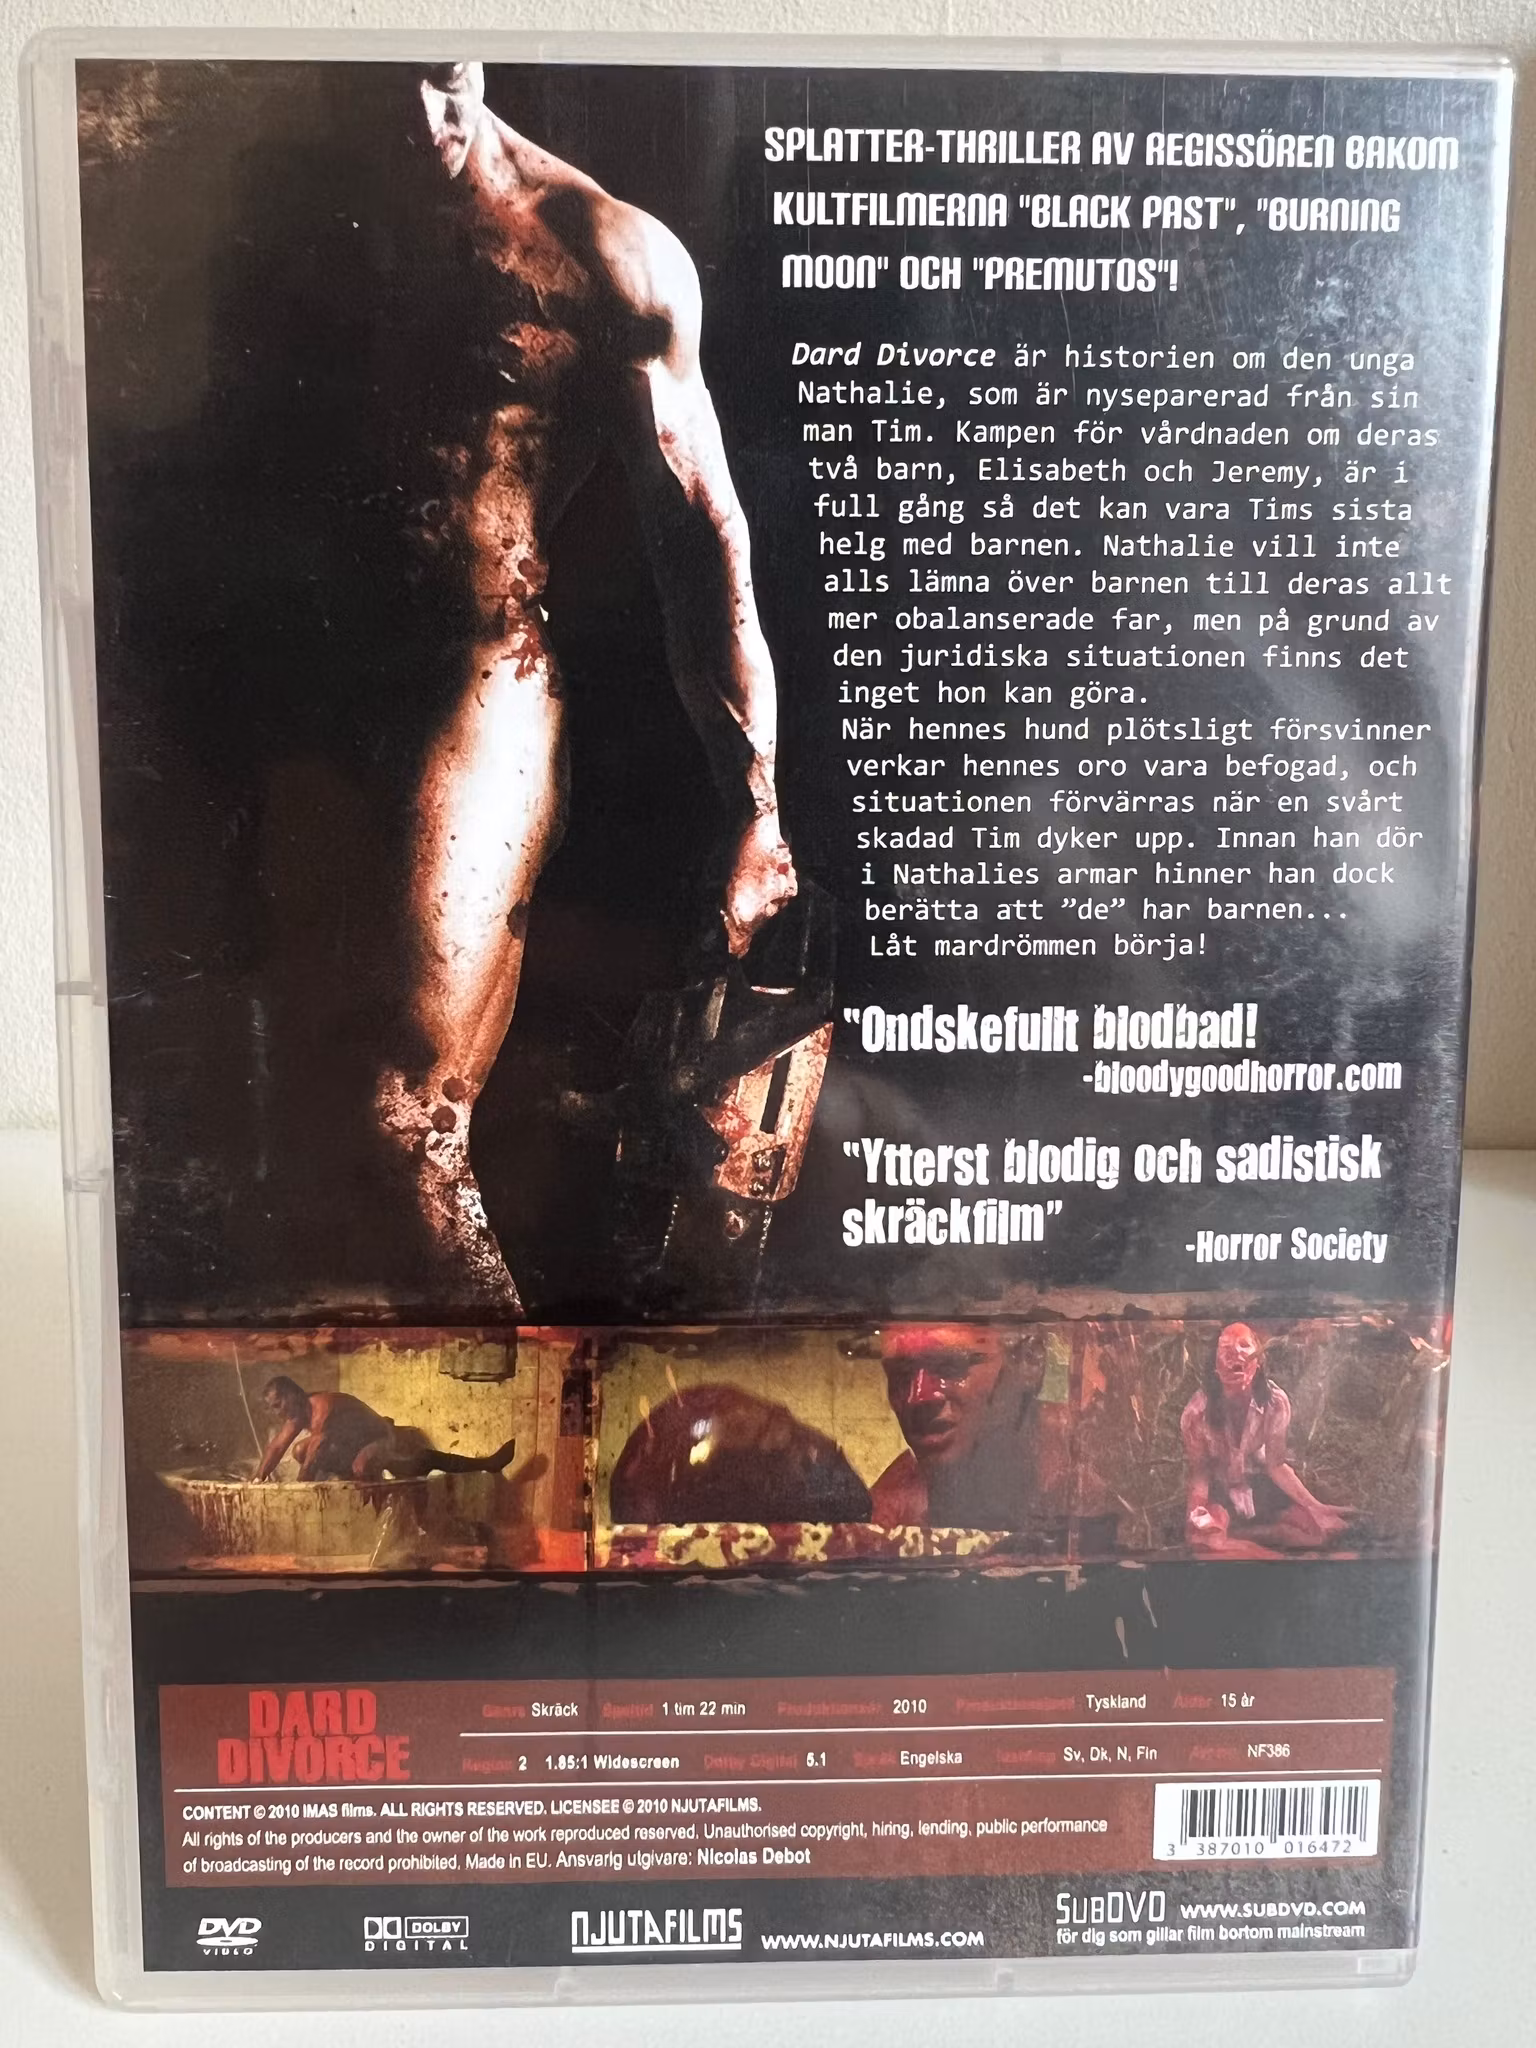 SPLATTER-THRILLER AV REGISSÖREN BAKOM
KULTFILMERNA "BLACK PAST", "BURNING
MOON" OCH "PREMUTOS"!
Dard Divorce är historien om den unga
Nathalie, som är nyseparerad från sin
man Tim. Kampen för vårdnaden om deras
två barn, Elisabeth och Jeremy, är i
full gång så det kan vara Tims sista
helg med barnen. Nathalie vill inte
alls lämna över barnen till deras allt
mer obalanserade far, men på grund av
den juridiska situationen finns det
inget hon kan göra.
När hennes hund plötsligt försvinner
verkar hennes oro vara befogad, och
situationen förvärras när en svårt
skadad Tim dyker upp. Innan han dör
i Nathalies armar hinner han dock
berätta att ”de” har barnen...
Låt mardrömmen börja!
"Ondskefullt blodbad!
-bloodygoodhorror.com
"Ytterst blodig och sadistisk
skräckfilm”
-Horror Society
DARD
DIVORCE
Genre Skräck Speltid 1 tim 22 min Produktionsår 2010 Produktionsland Tyskland Ålder 15 år
Region 2 1.85:1 Widescreen Dolby Digital 5.1 Språk Engelska Sv, Dk, N, Fin NF386
CONTENT © 2010 IMAS films. ALL RIGHTS RESERVED. LICENSEE © 2010 NJUTAFILMS.
All rights of the producers and the owner of the work reproduced reserved. Unauthorised copyright, hiring, lending, public performance
of broadcasting of the record prohibited. Made in EU. Ansvarig utgivare: Nicolas Debot
3 387010 016472
DVD
VIDEO
DOLBY
DIGITAL
NJUTAFILMS
WWW.NJUTAFILMS.COM
SUBDVD WWW.SUBDVD.COM
för dig som gillar film bortom mainstream